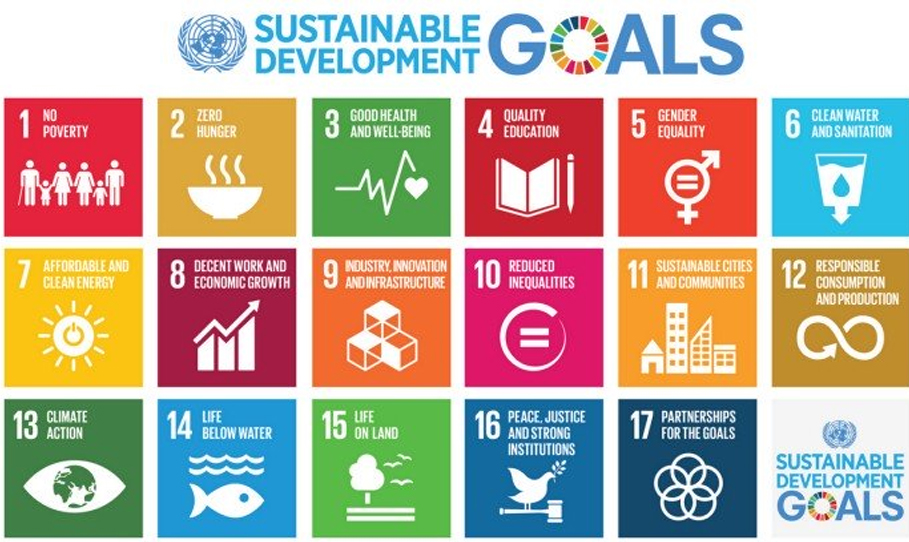 SUSTAINABLE
DEVELOPMENT
GOALS
1 NO
POVERTY
2 ZERO
HUNGER
3 GOOD HEALTH
AND WELL-BEING
4 QUALITY
EDUCATION
5 GENDER
EQUALITY
6 CLEAN WATER
AND SANITATION
7 AFFORDABLE AND
CLEAN ENERGY
8 DECENT WORK AND
ECONOMIC GROWTH
9 INDUSTRY, INNOVATION
AND INFRASTRUCTURE
10 REDUCED
INEQUALITIES
11 SUSTAINABLE CITIES
AND COMMUNITIES
12 RESPONSIBLE
CONSUMPTION
AND PRODUCTION
13 CLIMATE
ACTION
14 LIFE
BELOW WATER
15 LIFE
ON LAND
16 PEACE, JUSTICE
AND STRONG
INSTITUTIONS
17 PARTNERSHIPS
FOR THE GOALS
SUSTAINABLE
DEVELOPMENT
GOALS